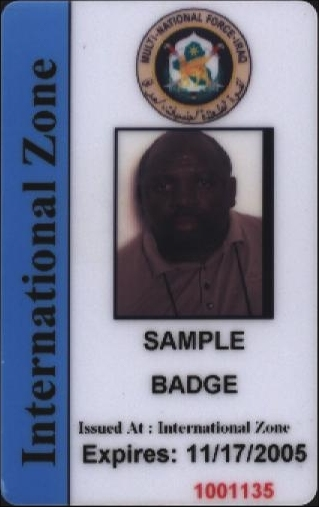 MULTI-NATIONAL FORCE-IRAQ
International Zone
SAMPLE
BADGE
Issued At : International Zone
Expires: 11/17/2005
1001135